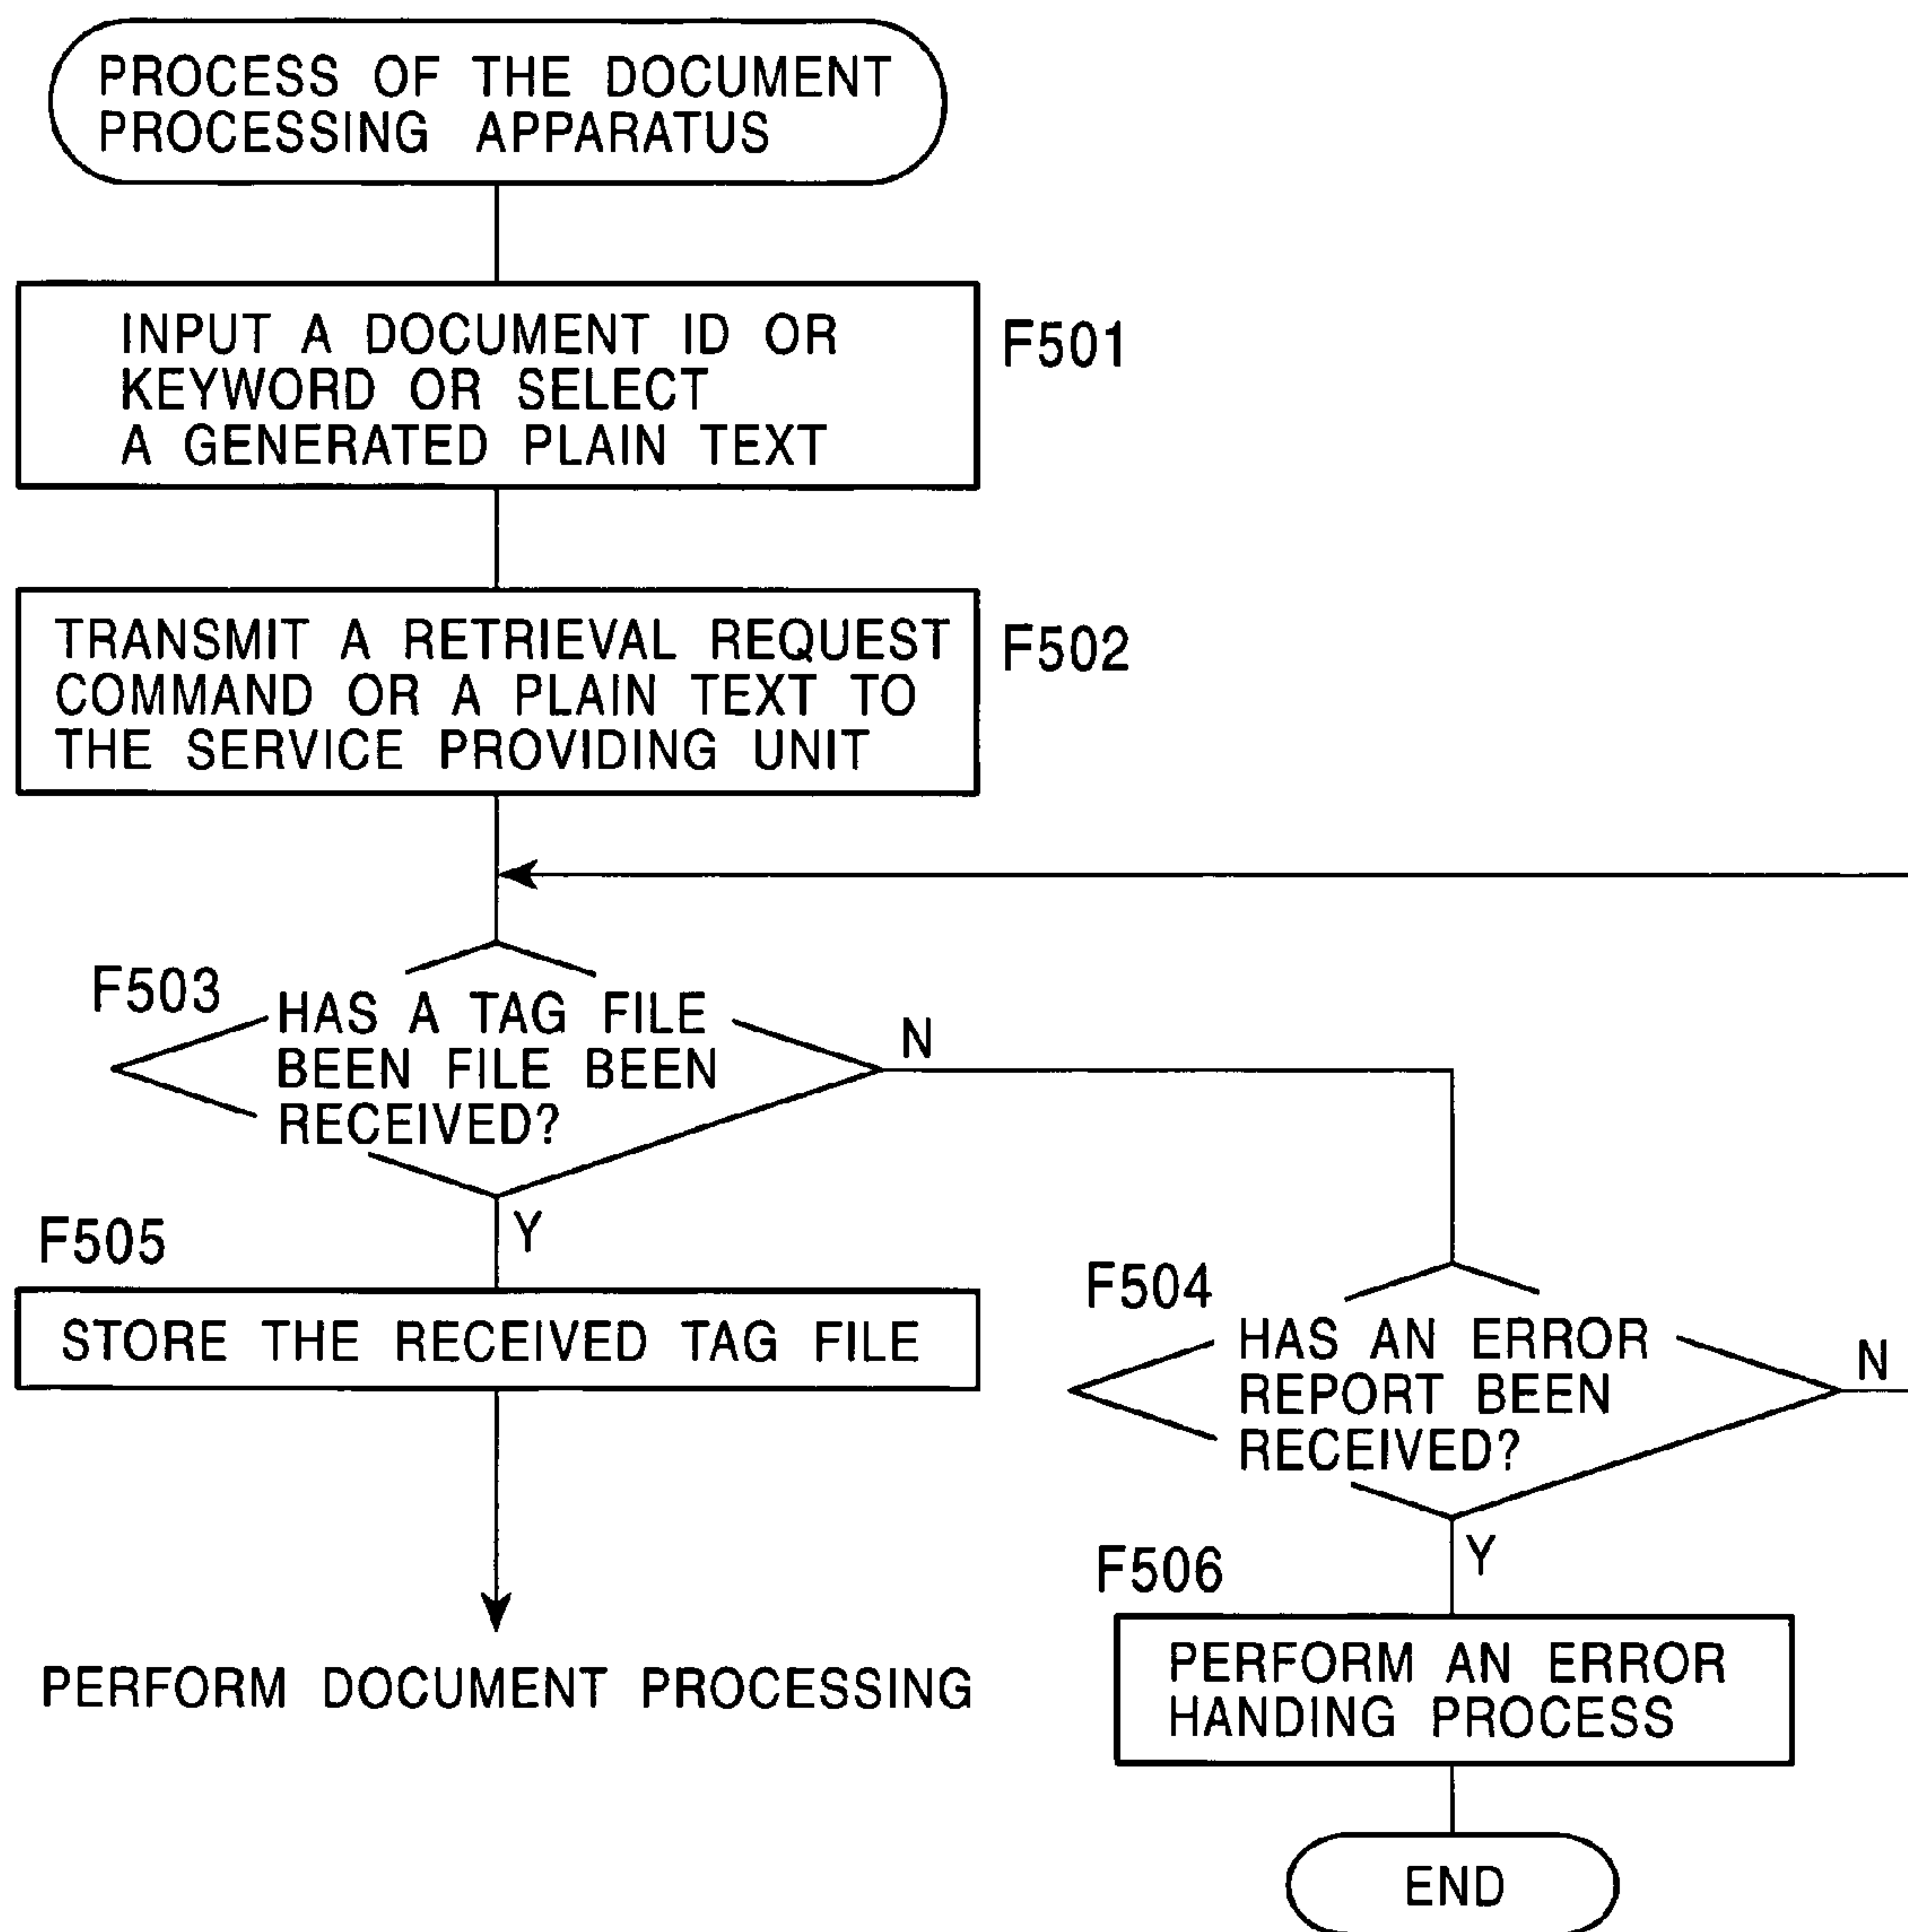 PROCESS OF THE DOCUMENT
PROCESSING APPARATUS
INPUT A DOCUMENT ID OR
KEYWORD OR SELECT
A GENERATED PLAIN TEXT
F501
TRANSMIT A RETRIEVAL REQUEST
COMMAND OR A PLAIN TEXT TO
THE SERVICE PROVIDING UNIT
F502
F503
HAS A TAG FILE
BEEN FILE BEEN
RECEIVED?
N
Y
F505
STORE THE RECEIVED TAG FILE
PERFORM DOCUMENT PROCESSING
F504
HAS AN ERROR
REPORT BEEN
RECEIVED?
N
Y
F506
PERFORM AN ERROR
HANDING PROCESS
END